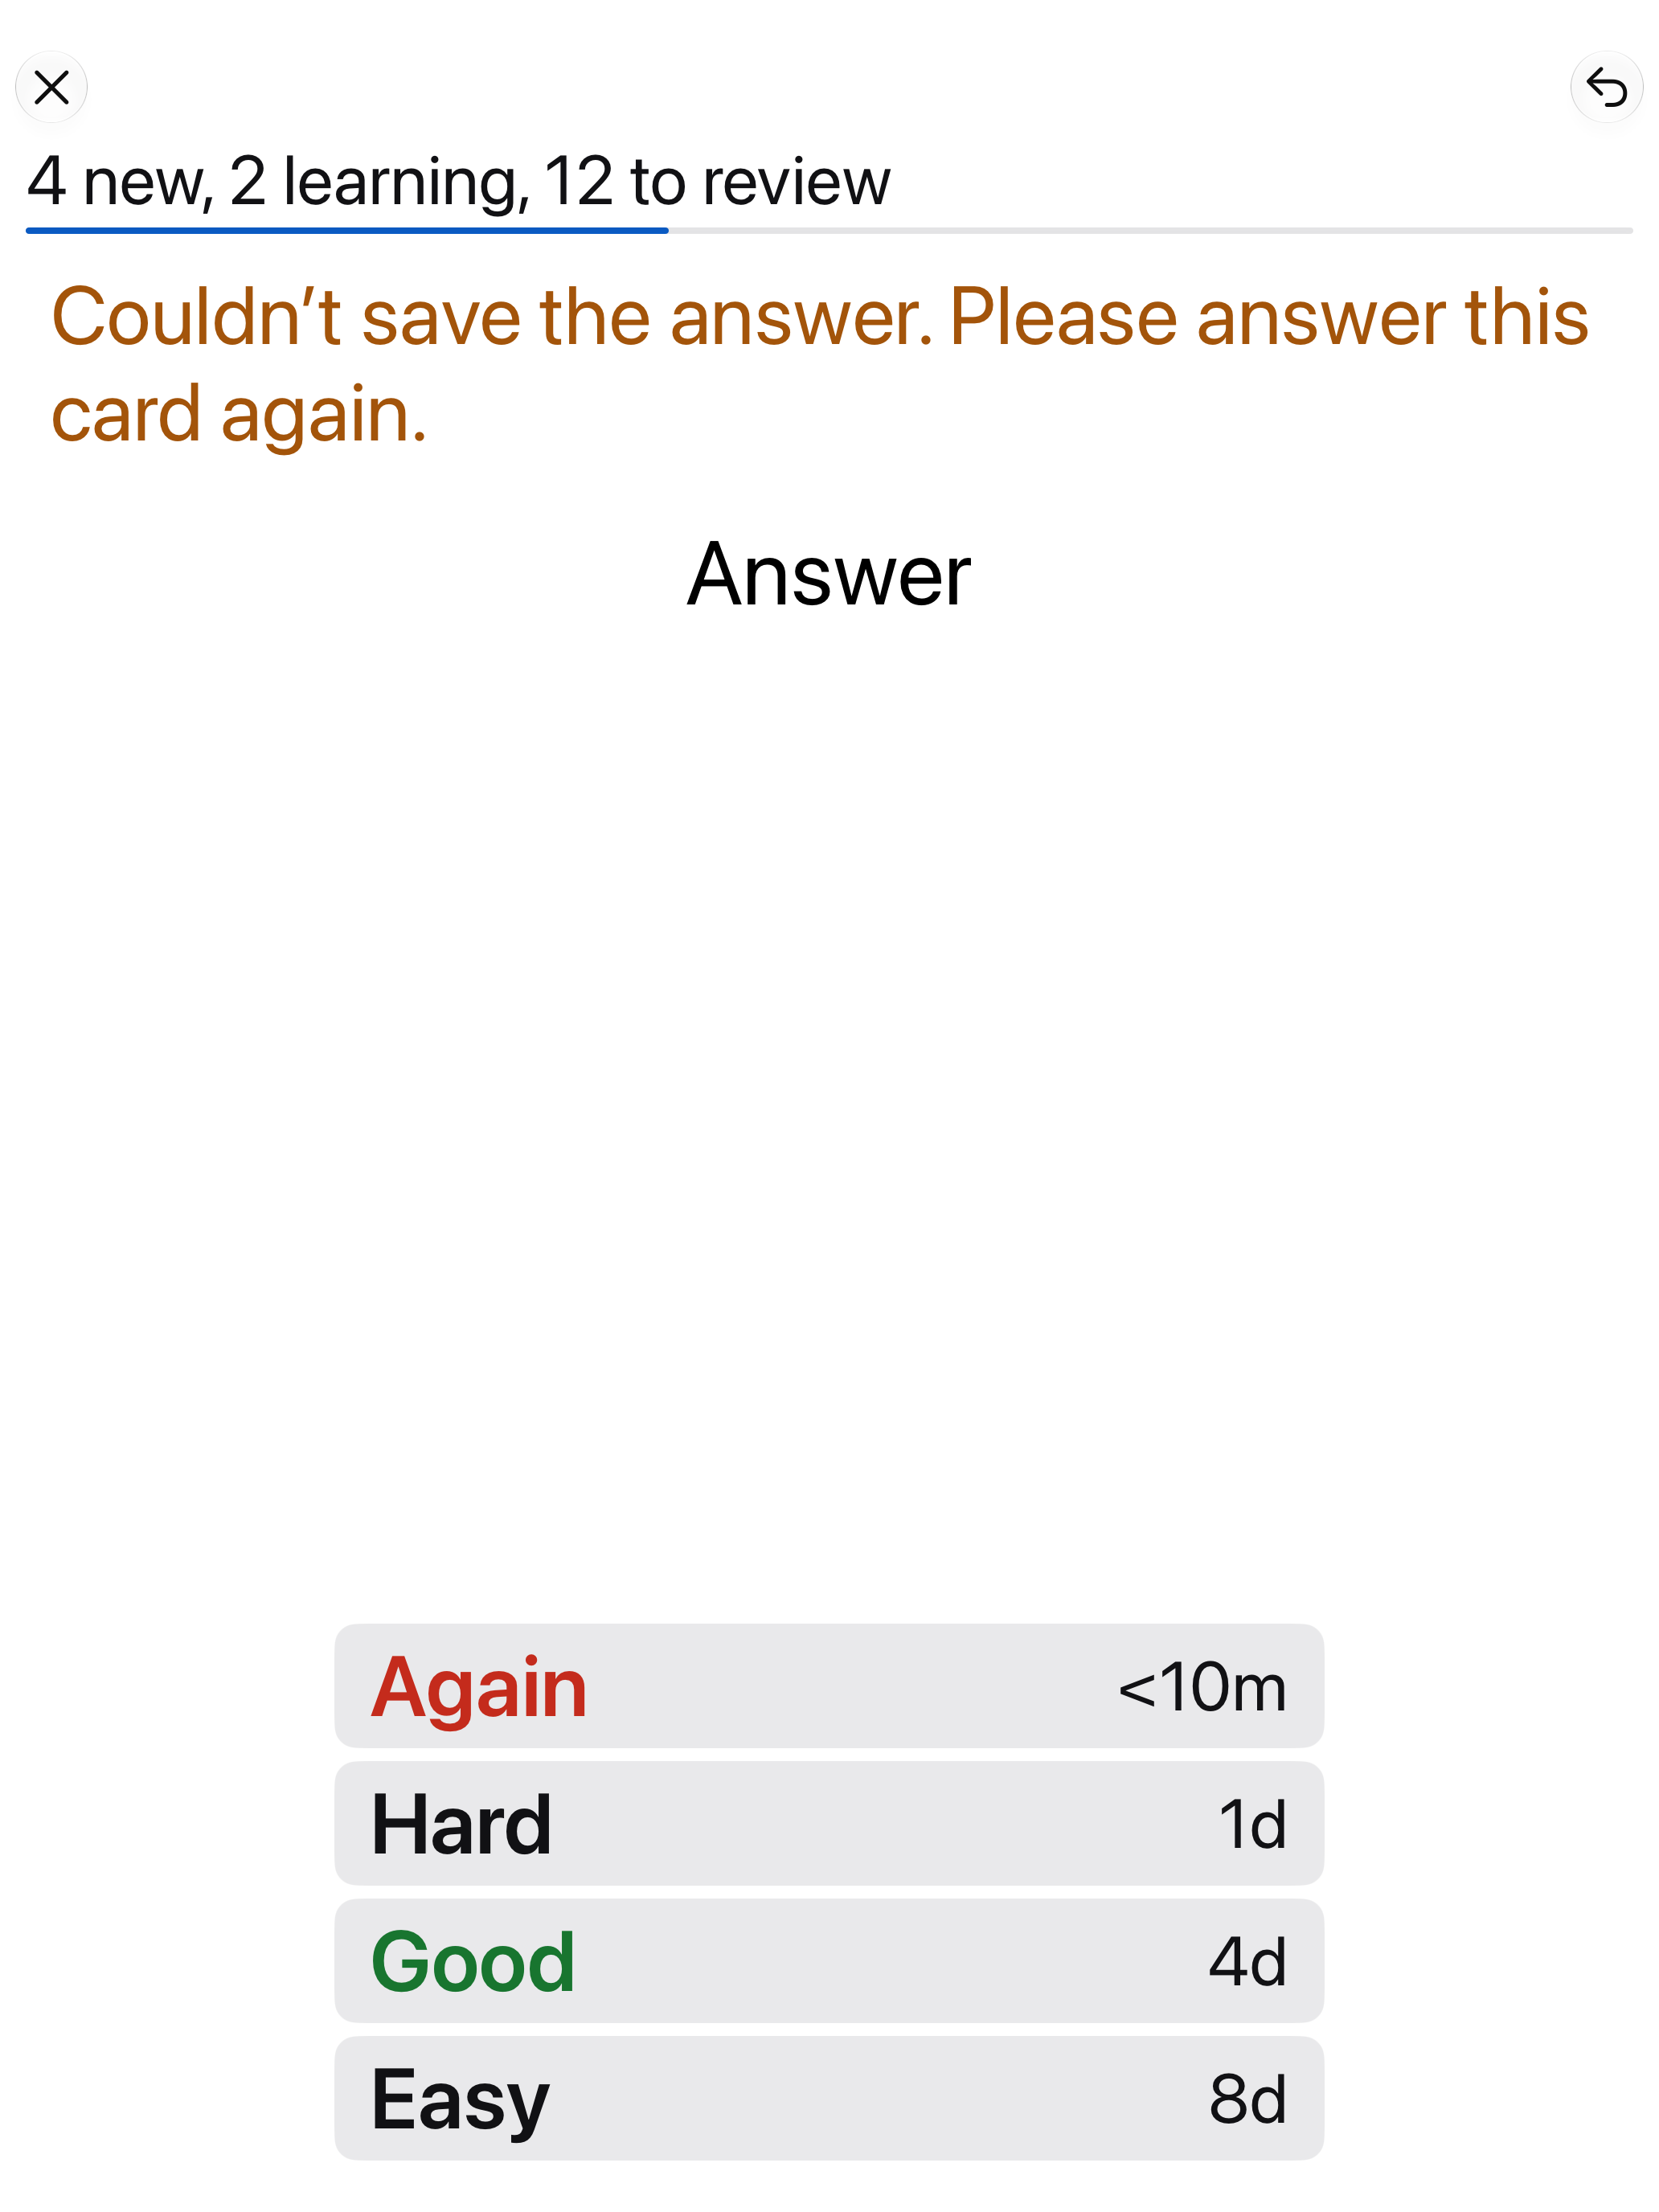 4 new, 2 learning, 12 to review
Couldn’t save the answer. Please answer this
card again.
Answer
Again <10m
Hard 1d
Good 4d
Easy 8d